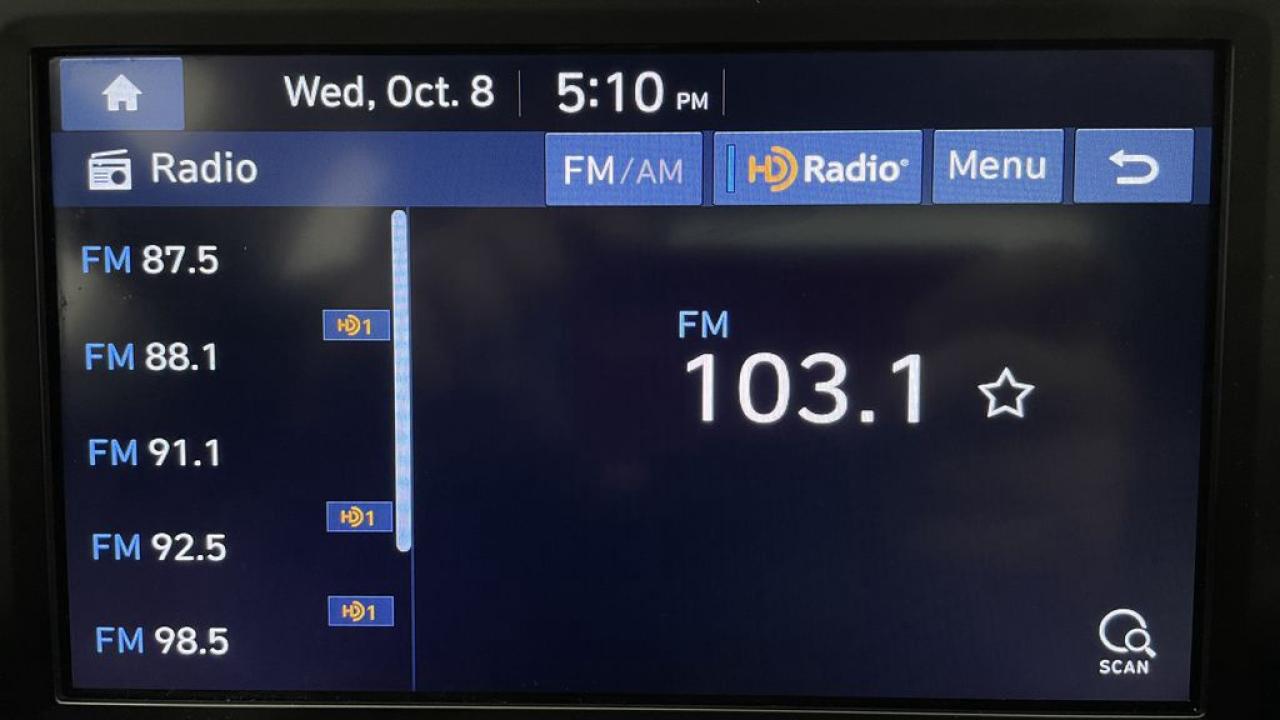 Wed, Oct. 8 5:10 PM
Radio FM/AM HD Radio® Menu
FM 87.5
HD1
FM 88.1
FM 91.1
HD1
FM 92.5
HD1
FM 98.5
FM
103.1
SCAN